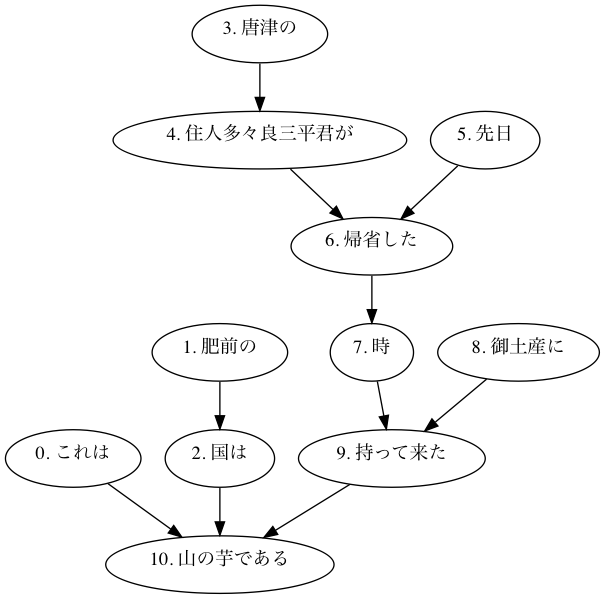 3. 唐津の
4. 住人多々良三平君が
5. 先日
6. 帰省した
1. 肥前の
7. 時
8. 御土産に
0. これは
2. 国は
9. 持って来た
10. 山の芋である